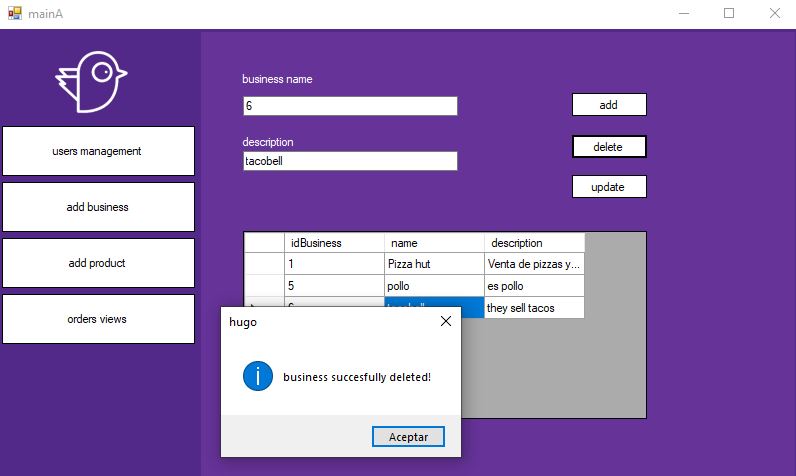 mainA
business name
6
add
description
tacobell
delete
update
users management
add business
add product
orders views
idBusiness name description
1 Pizza hut Venta de pizzas y...
5 pollo es pollo
they sell tacos
hugo
business succesfully deleted!
Aceptar